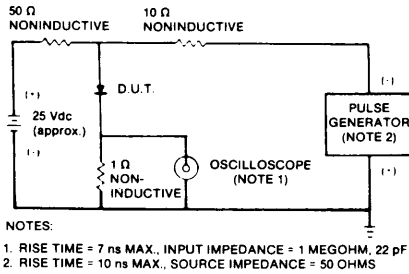 50 Ω
NONINDUCTIVE
10 Ω
NONINDUCTIVE
(+)
25 Vdc
(approx.)
(-)
D.U.T.
1 Ω
NON-
INDUCTIVE
OSCILLOSCOPE
(NOTE 1)
(-)
PULSE
GENERATOR
(NOTE 2)
(+)
NOTES:
1. RISE TIME = 7 ns MAX., INPUT IMPEDANCE = 1 MEGOHM, 22 pF
2. RISE TIME = 10 ns MAX., SOURCE IMPEDANCE = 50 OHMS